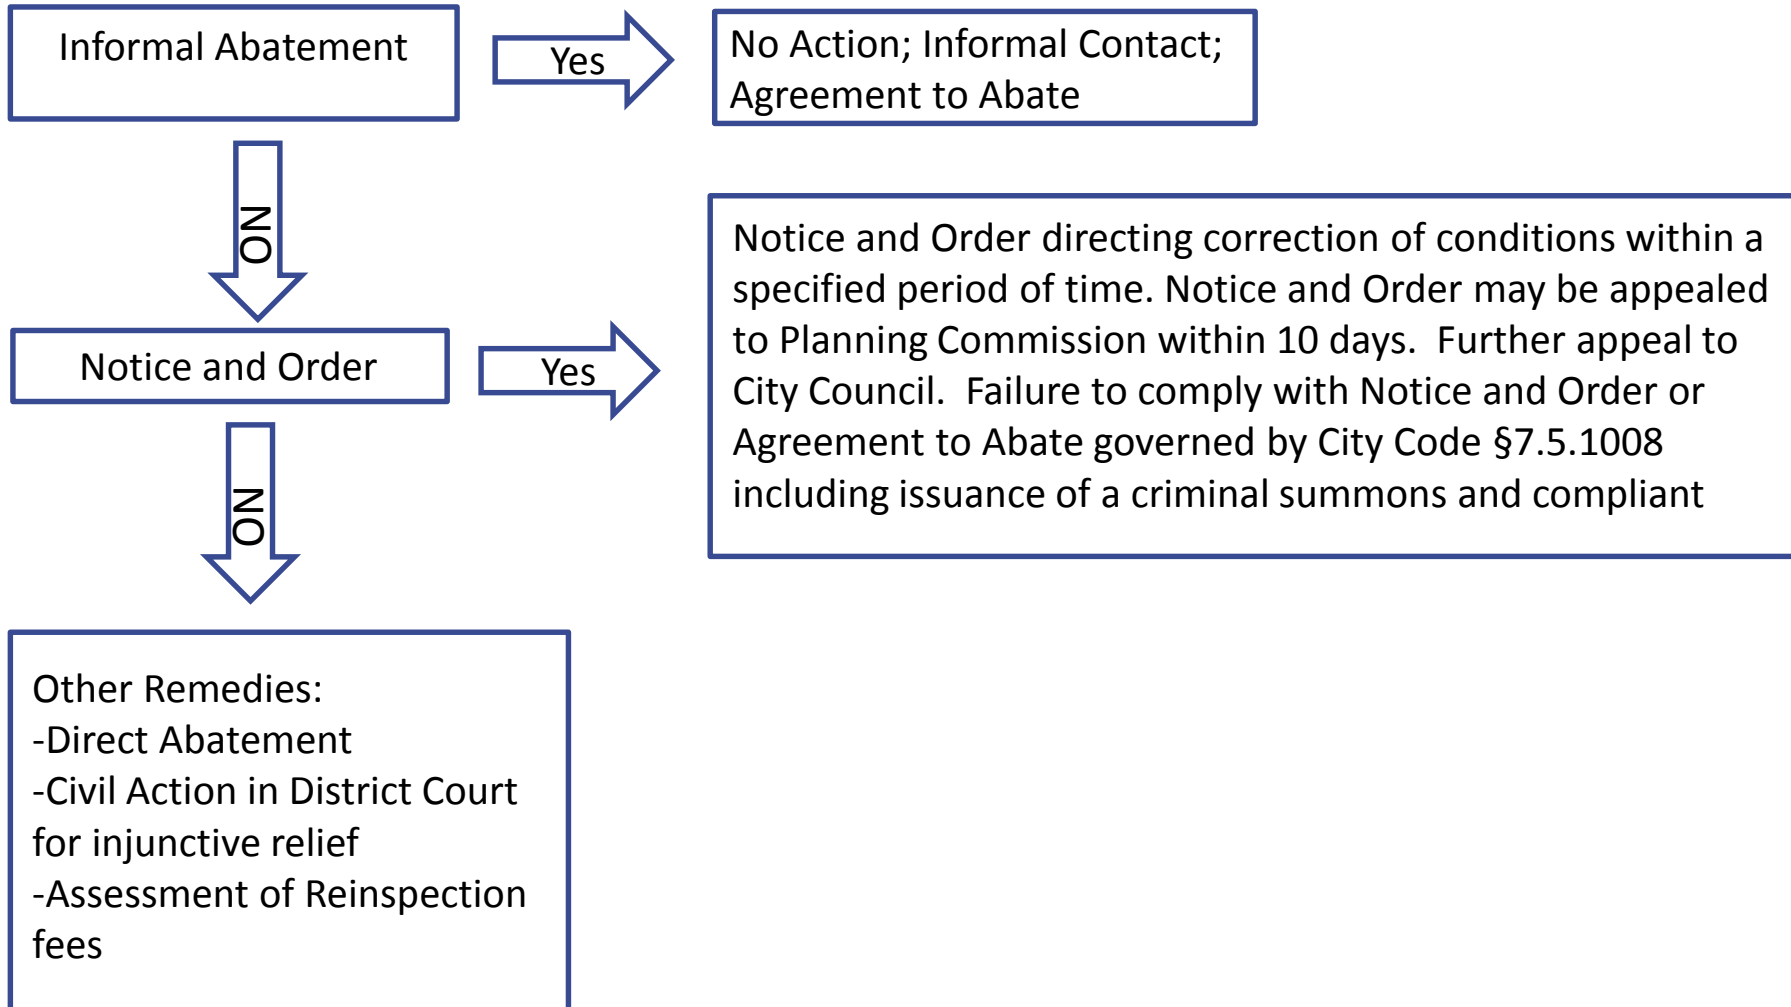 Informal Abatement
Yes
No Action; Informal Contact;
Agreement to Abate
NO
Notice and Order
Yes
Notice and Order directing correction of conditions within a
specified period of time. Notice and Order may be appealed
to Planning Commission within 10 days.  Further appeal to
City Council.  Failure to comply with Notice and Order or
Agreement to Abate governed by City Code §7.5.1008
including issuance of a criminal summons and compliant
NO
Other Remedies:
-Direct Abatement
-Civil Action in District Court
for injunctive relief
-Assessment of Reinspection
fees